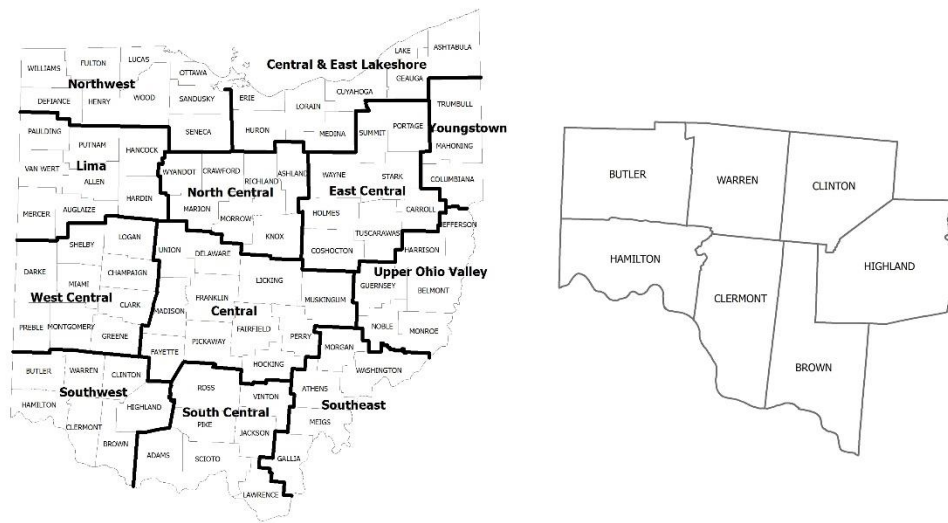 LAKE
ASHTABULA
LUCAS
FULTON
WILLIAMS
OTTAWA
Central & East Lakeshore
GEAUGA
Northwest
CUYAHOGA
DEFIANCE
HENRY
WOOD
SANDUSKY
ERIE
LORAIN
TRUMBULL
SENECA
HURON
MEDINA
SUMMIT
PORTAGE
Youngstown
PAULDING
PUTNAM
HANCOCK
MAHONING
VAN WERT
Lima
ALLEN
WYANDOT
CRAWFORD
RICHLAND
ASHLAND
WAYNE
STARK
COLUMBIANA
North Central
East Central
MERCER
AUGLAIZE
HARDIN
MARION
MORROW
KNOX
HOLMES
CARROLL
TUSCARAWAS
JEFFERSON
COSHOCTON
HARRISON
SHELBY
LOGAN
UNION
DELAWARE
LICKING
Upper Ohio Valley
DARKE
MIAMI
CHAMPAIGN
GUERNSEY
BELMONT
West Central
CLARK
MADISON
FRANKLIN
Central
MUSKINGUM
PREBLE
MONTGOMERY
GREENE
FAIRFIELD
PERRY
NOBLE
MONROE
FAYETTE
PICKAWAY
HOCKING
MORGAN
WASHINGTON
BUTLER
WARREN
CLINTON
Southwest
ROSS
VINTON
ATHENS
HAMILTON
HIGHLAND
South Central
Southeast
CLERMONT
PIKE
JACKSON
MEIGS
BROWN
ADAMS
SCIOTO
GALLIA
LAWRENCE
BUTLER
WARREN
CLINTON
HAMILTON
HIGHLAND
CLERMONT
BROWN